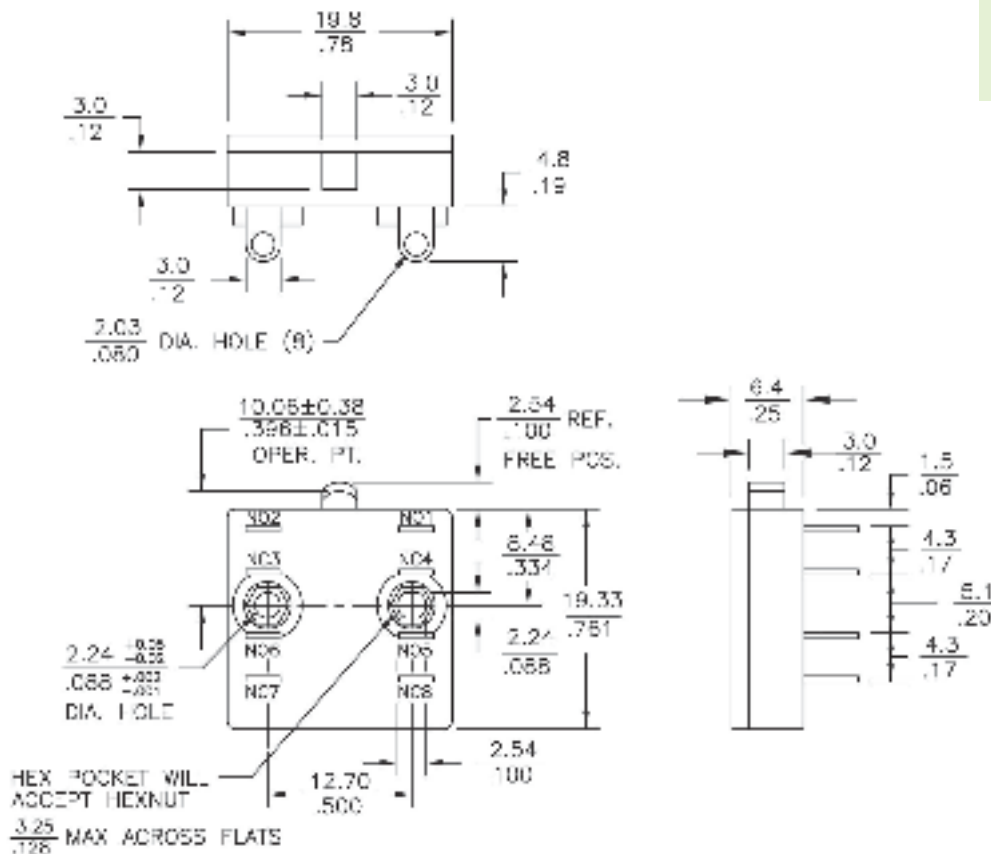 19.8
.78
3.0
.12
3.0
.12
4.8
.19
3.0
.12
2.03
.080 DIA. HOLE (8)
10.06±0.38
.396±.015
OPER. PT.
2.54
.100 REF.
FREE POS.
6.4
.25
3.0
.12
1.5
.06
NO2
NO1
NC3
NC4
8.48
.334
4.3
.17
19.33
.761
5.1
.20
NO6
NO5
2.24
.088
4.3
.17
2.24
.088
DIA. HOLE
NC7
NC8
2.54
.100
12.70
.500
HEX POCKET WILL
ACCEPT HEXNUT
3.25
.128 MAX ACROSS FLATS